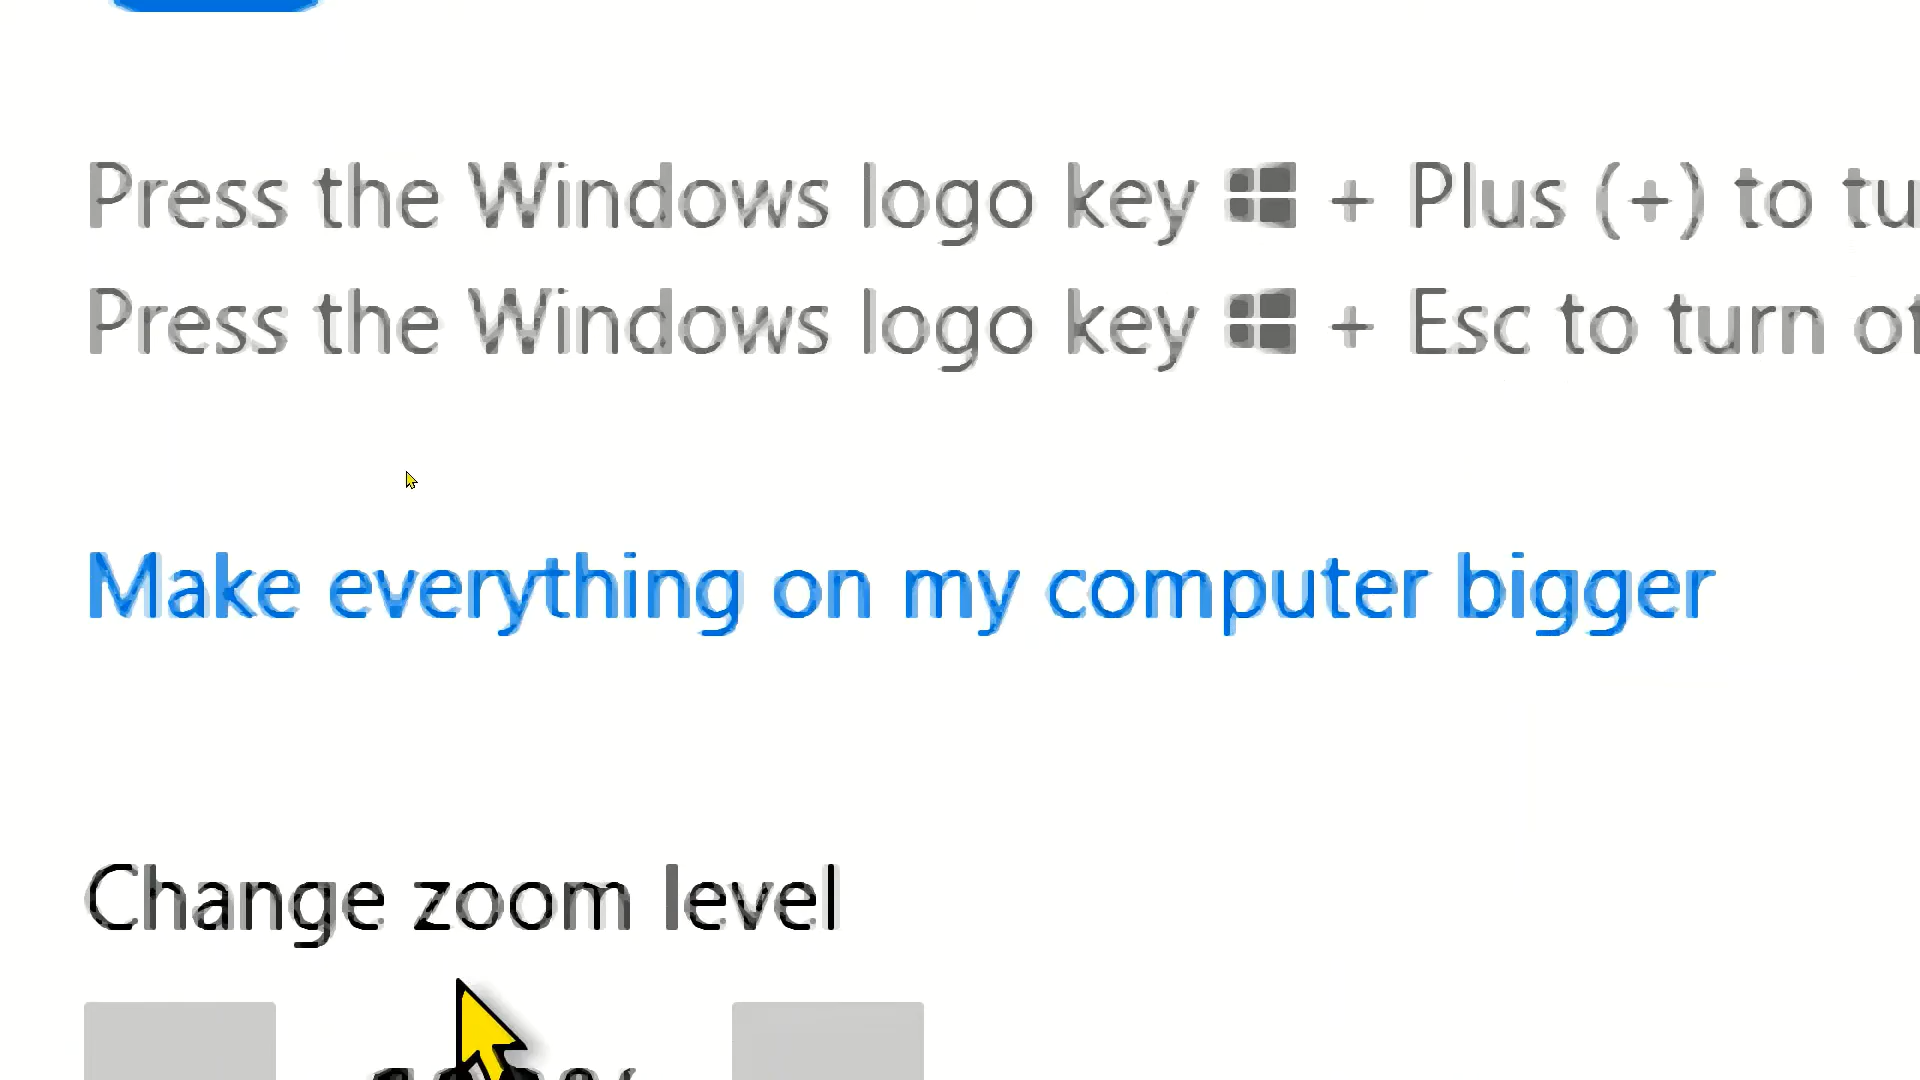 Press the Windows logo key + Plus (+) to tu
Press the Windows logo key + Esc to turn of
Make everything on my computer bigger
Change zoom level